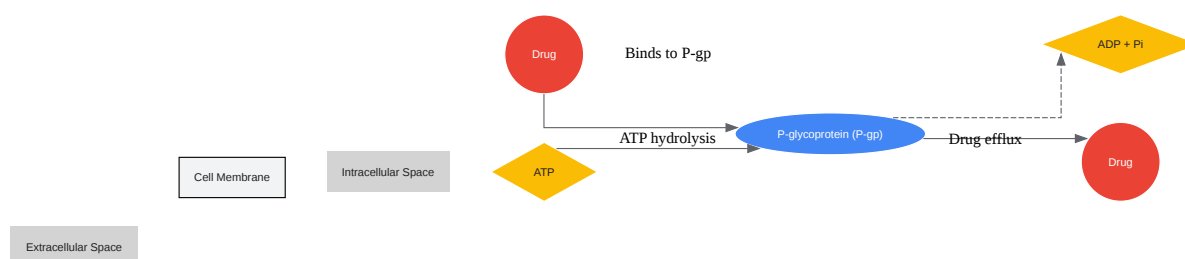 Drug
Binds to P-gp
ADP + Pi
ATP hydrolysis
P-glycoprotein (P-gp)
Drug efflux
Drug
Cell Membrane
Intracellular Space
ATP
Extracellular Space